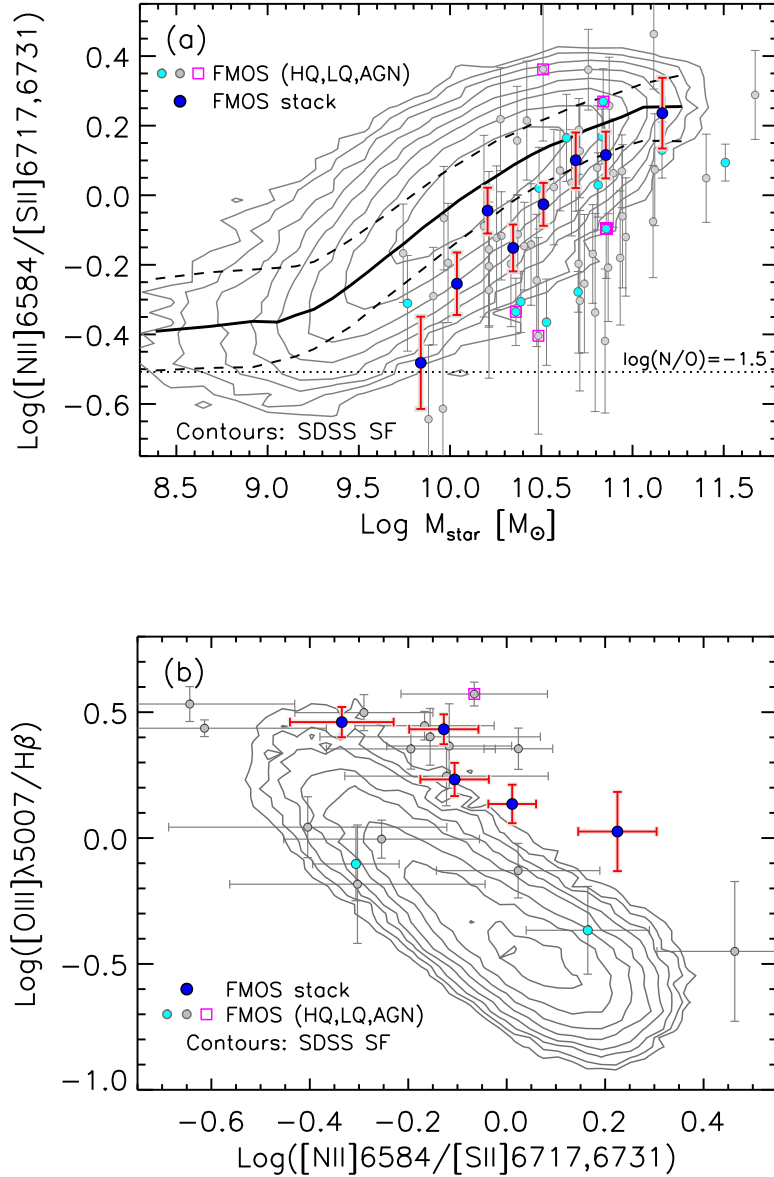 (a)
FMOS (HQ,LQ,AGN)
FMOS stack
log(N/O)=−1.5
Contours: SDSS SF
Log([NII]6584/[SII]6717,6731)
0.4
0.2
0.0
−0.2
−0.4
−0.6
8.5 9.0 9.5 10.0 10.5 11.0 11.5
Log Mstar [M⊙]
(b)
FMOS stack
FMOS (HQ,LQ,AGN)
Contours: SDSS SF
Log([OIII]λ5007/Hβ)
0.5
0.0
−0.5
−1.0
−0.6 −0.4 −0.2 0.0 0.2 0.4
Log([NII]6584/[SII]6717,6731)